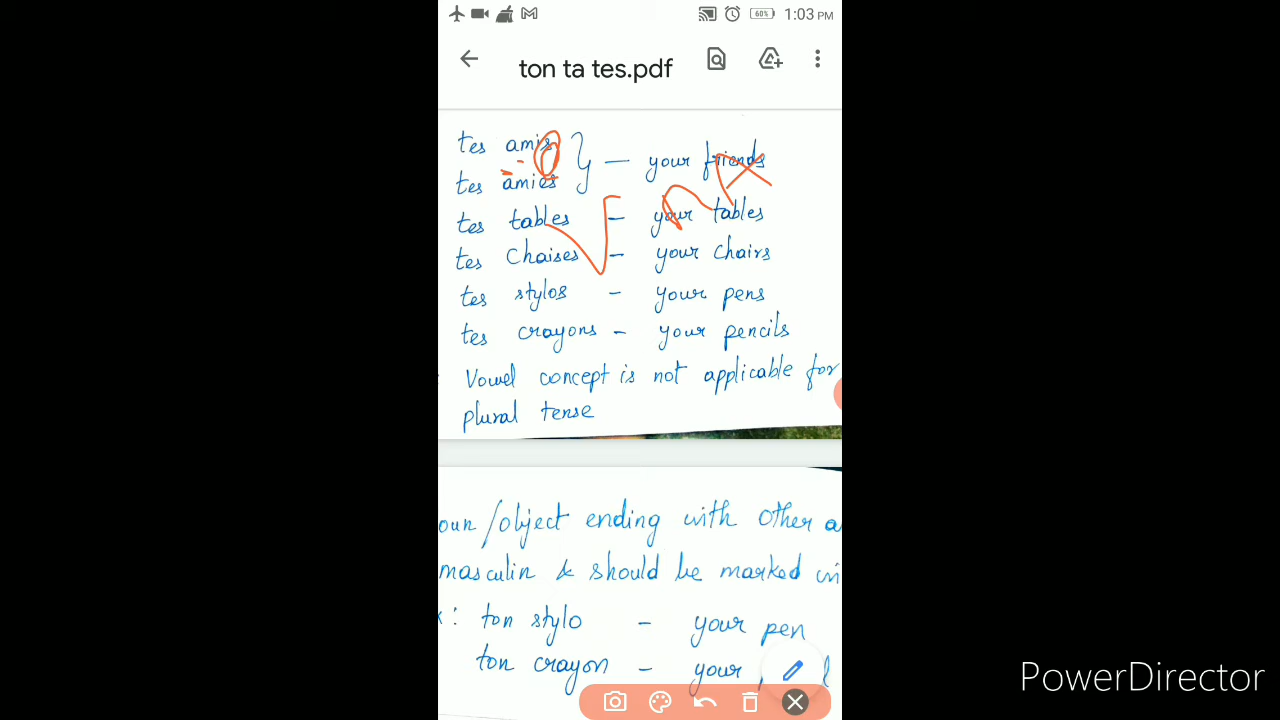 60% 1:03 PM
ton ta tes.pdf
tes amis
tes amies } — your friends
tes tables - your tables
tes chaises - your chairs
tes stylos - your pens
tes crayons - your pencils
Vowel concept is not applicable for
plural tense
oun/object ending with other a
masculin & should be marked
: ton stylo - your pen
ton crayon - your
PowerDirector